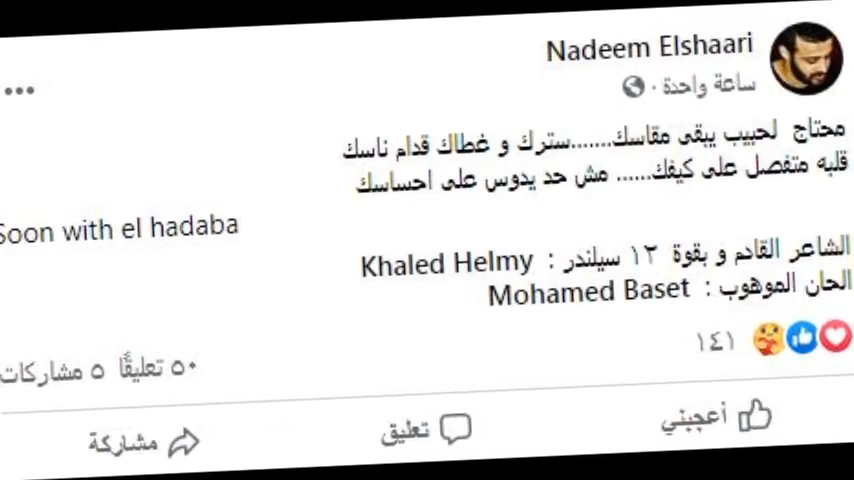 Nadeem Elshaari
ساعة واحدة ·
محتاج لحبيب يبقى مقاسك.......سترك و غطاك قدام ناسك
قلبه متفصل على كيفك...... مش حد يدوس على احساسك
Soon with el hadaba
الشاعر القادم و بقوة ١٢ سيلندر : Khaled Helmy
الحان الموهوب : Mohamed Baset
١٤١
٥٠ تعليقًا ٥ مشاركات
أعجبني تعليق مشاركة